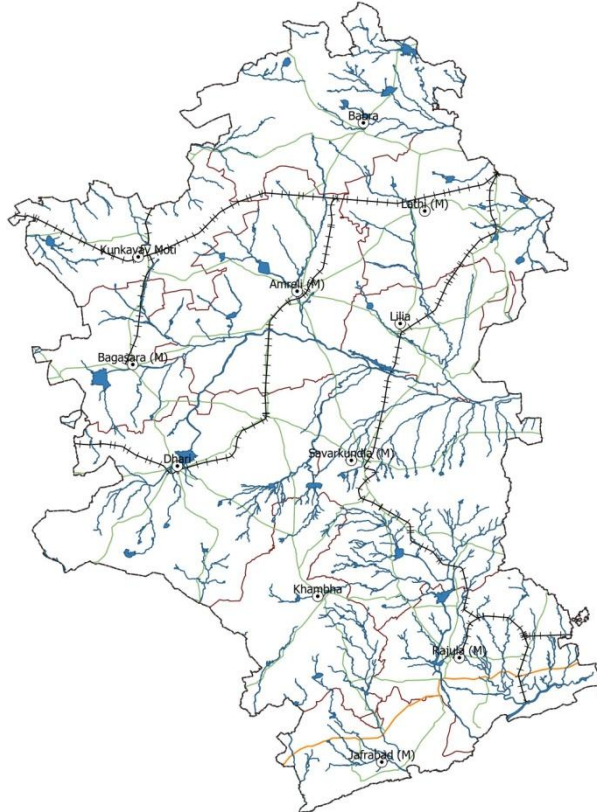 Babra
Lathi (M)
Kunkavav Moti
Amreli (M)
Lilia
Bagasara (M)
Savarkundla (M)
Dhari
Khambha
Rajula (M)
Jafrabad (M)